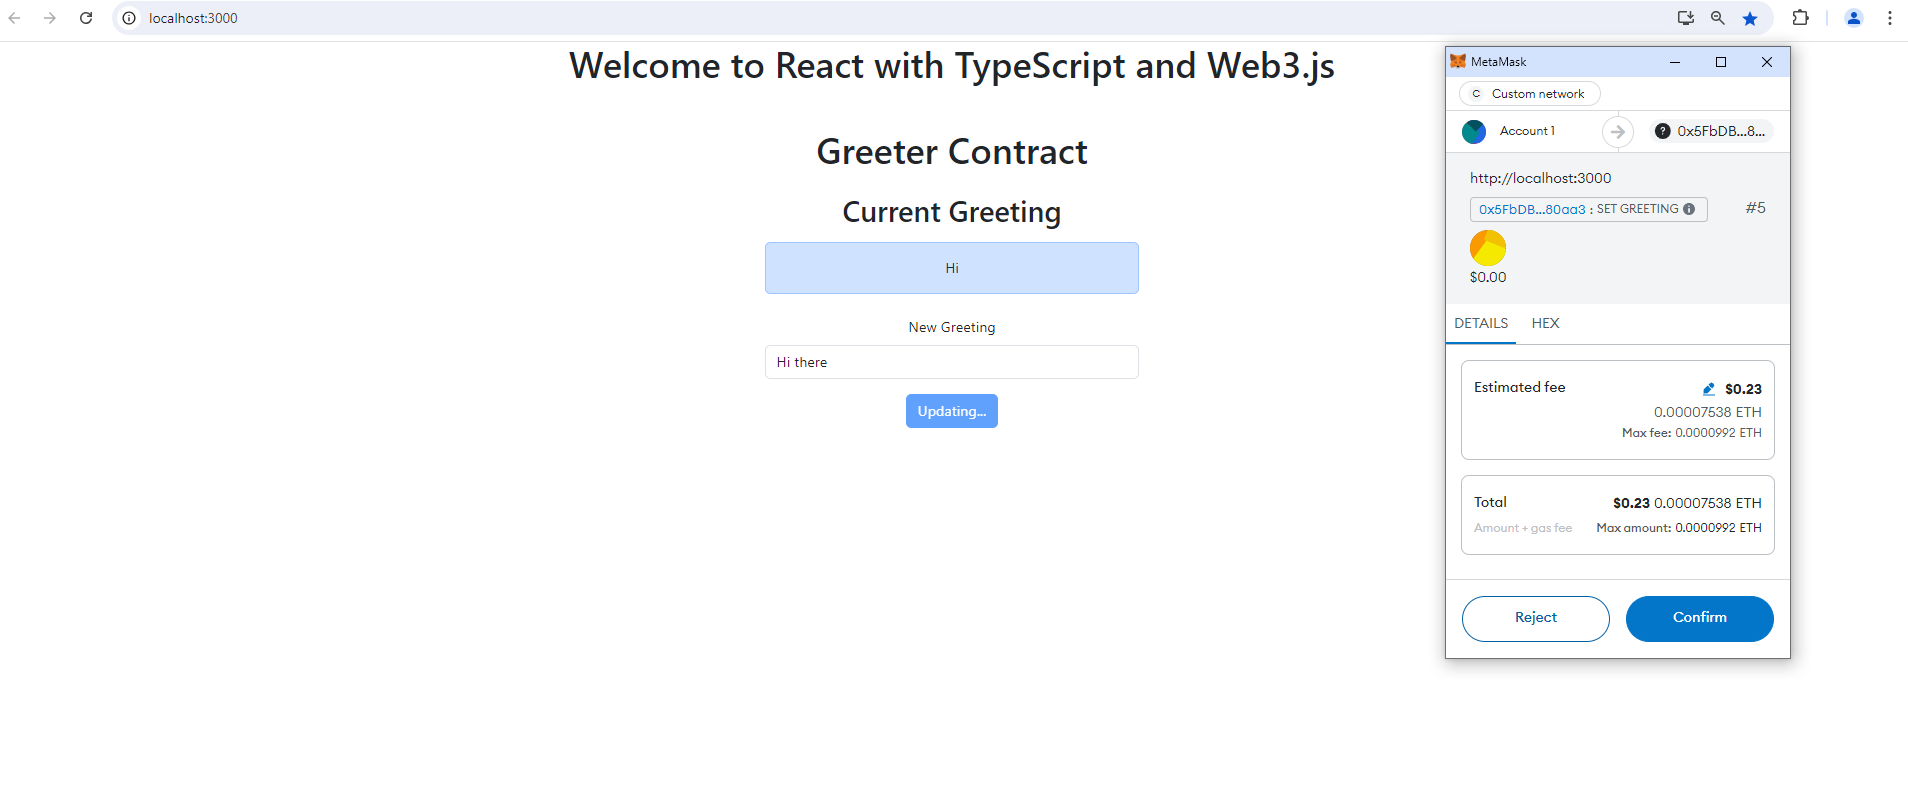 localhost:3000
Welcome to React with TypeScript and Web3.js
Greeter Contract
Current Greeting
Hi
New Greeting
Hi there
Updating...
MetaMask
C Custom network
Account 1
? 0x5FbDB...8...
http://localhost:3000
0x5FbDB...80aa3 : SET GREETING
#5
$0.00
DETAILS HEX
Estimated fee $0.23
0.00007538 ETH
Max fee: 0.0000992 ETH
Total $0.23 0.00007538 ETH
Amount + gas fee Max amount: 0.0000992 ETH
Reject Confirm